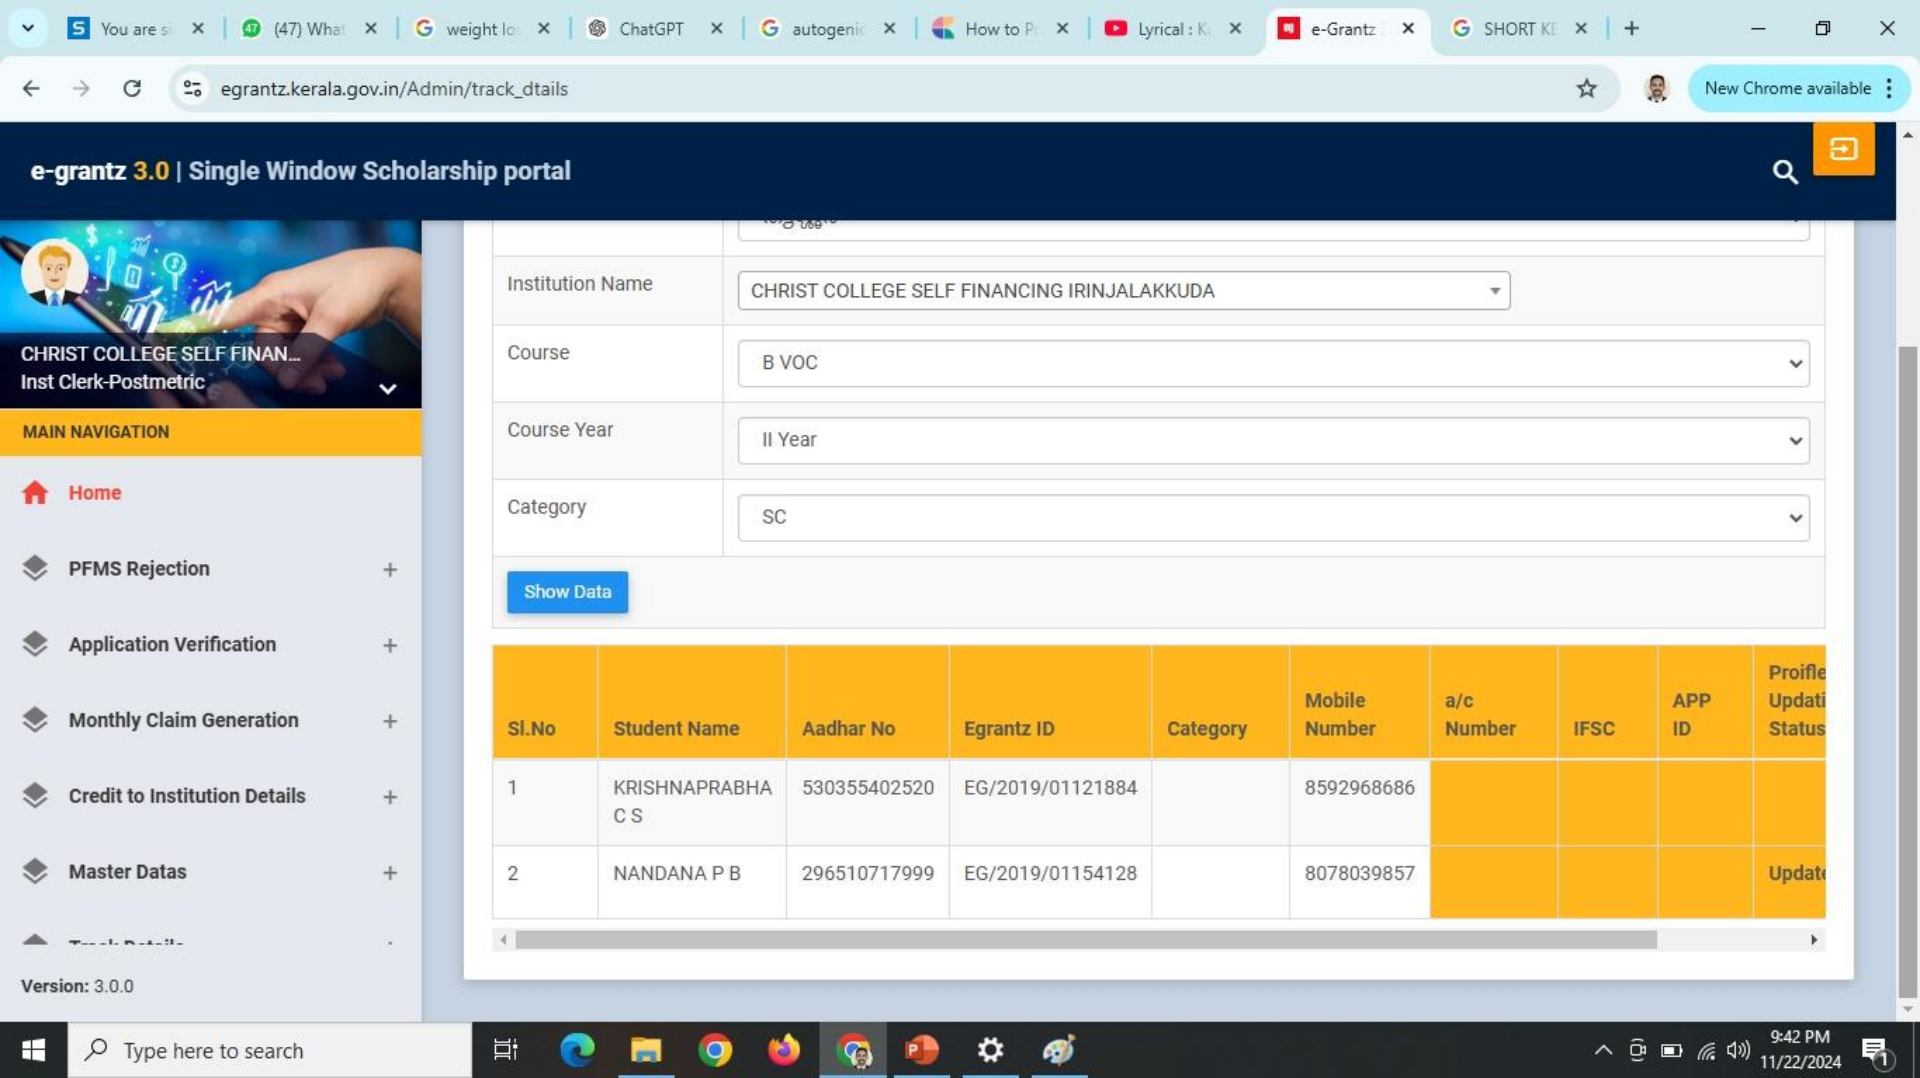 You are si
(47) What
weight lo
ChatGPT
autogenic
How to P
Lyrical : K
e-Grantz
SHORT KE
egrantz.kerala.gov.in/Admin/track_dtails
New Chrome available
e-grantz 3.0 | Single Window Scholarship portal
CHRIST COLLEGE SELF FINAN...
Inst Clerk-Postmetric
MAIN NAVIGATION
Home
PFMS Rejection
Application Verification
Monthly Claim Generation
Credit to Institution Details
Master Datas
Track Details
Version: 3.0.0
Institution Name
CHRIST COLLEGE SELF FINANCING IRINJALAKKUDA
Course
B VOC
Course Year
II Year
Category
SC
Show Data
Sl.No Student Name Aadhar No Egrantz ID Category Mobile Number a/c Number IFSC APP ID Proifle Updati Status
1 KRISHNAPRABHA C S 530355402520 EG/2019/01121884 8592968686
2 NANDANA P B 296510717999 EG/2019/01154128 8078039857 Update
Type here to search
9:42 PM
11/22/2024
1